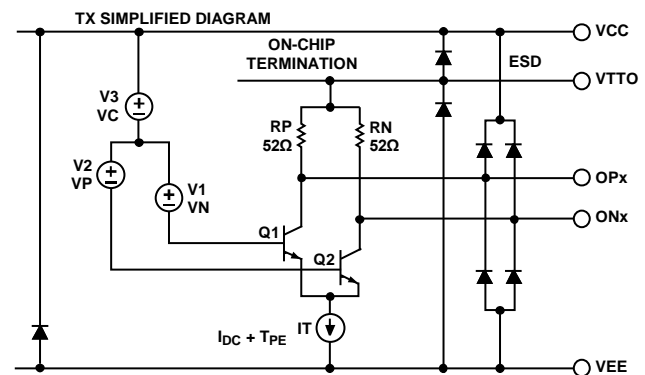 TX SIMPLIFIED DIAGRAM
VCC
ON-CHIP
TERMINATION
ESD
VTTO
V3
VC
RP
52Ω
RN
52Ω
V2
VP
V1
VN
OPx
ONx
Q1
Q2
IT
IDC + TPE
VEE